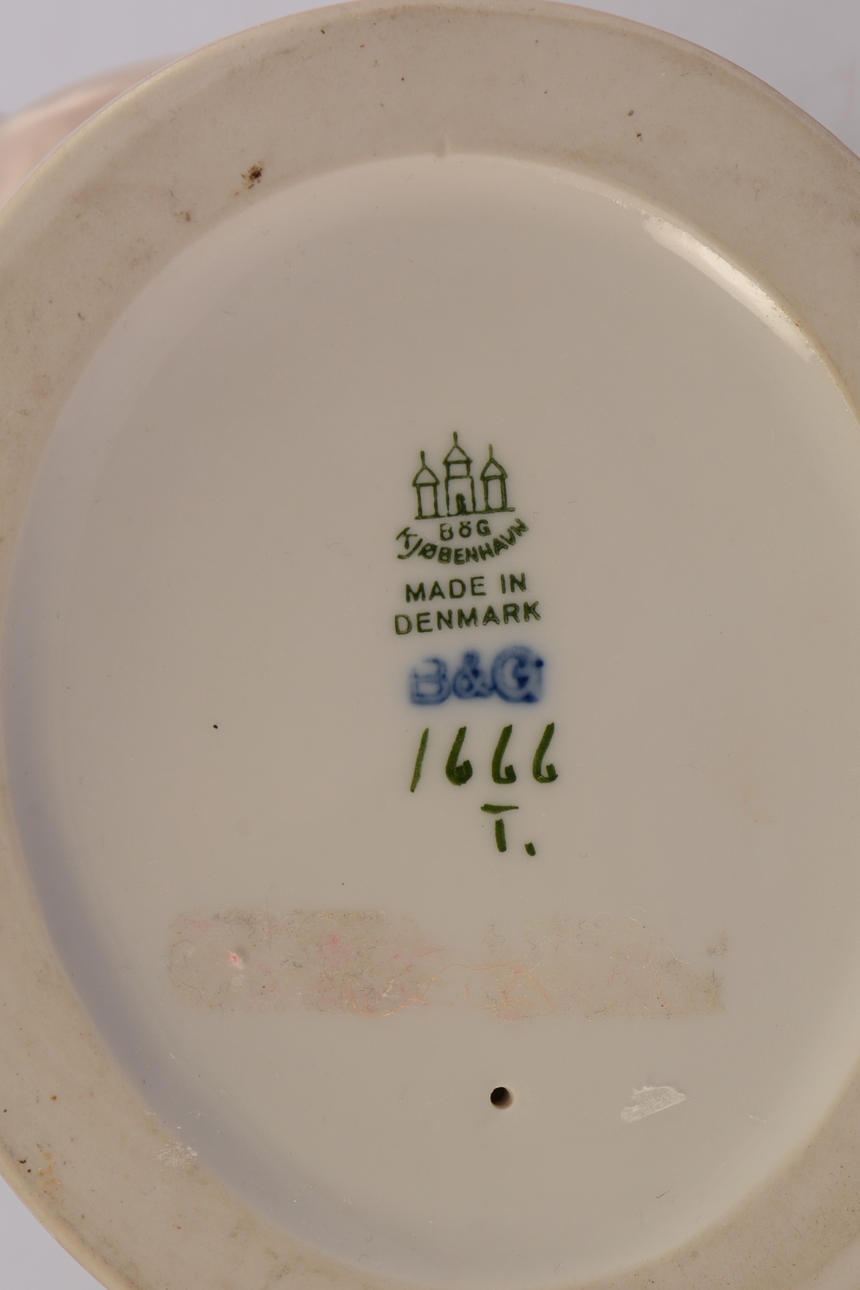 B&G
KJØBENHAVN
MADE IN
DENMARK
B&G
1666
T.